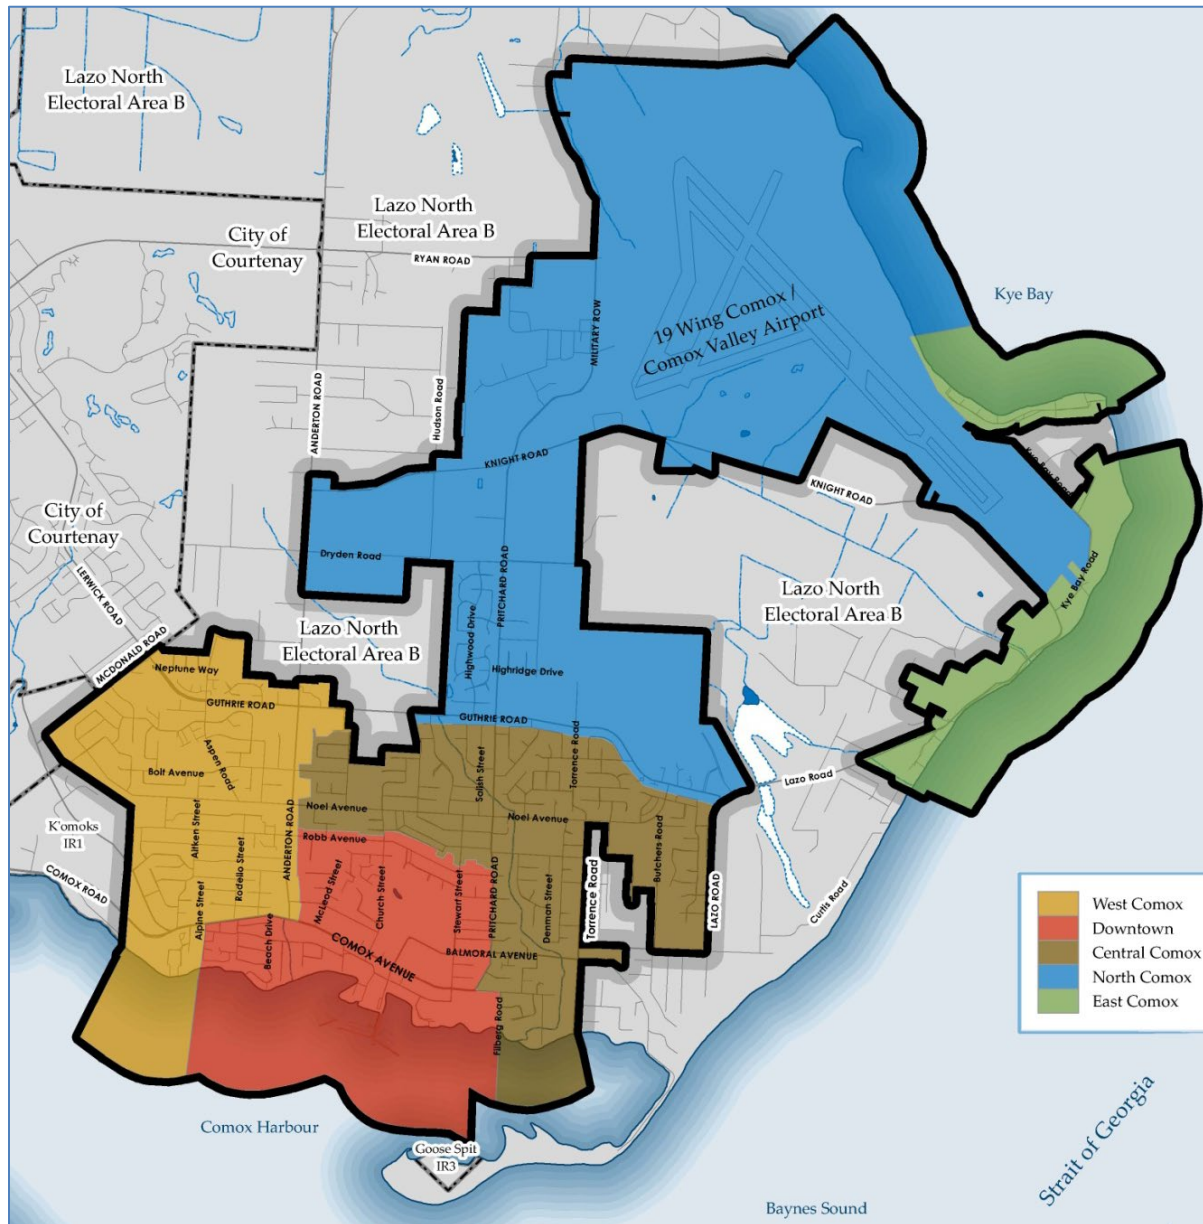 Lazo North
Electoral Area B
Lazo North
Electoral Area B
City of
Courtenay
RYAN ROAD
Kye Bay
MILITARY ROW
19 Wing Comox /
Comox Valley Airport
ANDERTON ROAD
Hudson Road
KNIGHT ROAD
Kye Bay Road
KNIGHT ROAD
City of
Courtenay
Dryden Road
PRITCHARD ROAD
LERWICK ROAD
Lazo North
Electoral Area B
Kye Bay Road
MCDONALD ROAD
Lazo North
Electoral Area B
Highwood Drive
Neptune Way
Highridge Drive
GUTHRIE ROAD
GUTHRIE ROAD
Aspen Road
Torrence Road
Bolt Avenue
Salish Street
Lazo Road
Noel Avenue
Noel Avenue
K'omoks
IR1
Aitken Street
Rodello Street
ANDERTON ROAD
Robb Avenue
Butchers Road
COMOX ROAD
McLeod Street
Church Street
Stewart Street
PRITCHARD ROAD
Denman Street
Torrence Road
LAZO ROAD
Curtis Road
Alpine Street
Beach Drive
COMOX AVENUE
BALMORAL AVENUE
Filberg Road
West Comox
Downtown
Central Comox
North Comox
East Comox
Comox Harbour
Goose Spit
IR3
Strait of Georgia
Baynes Sound